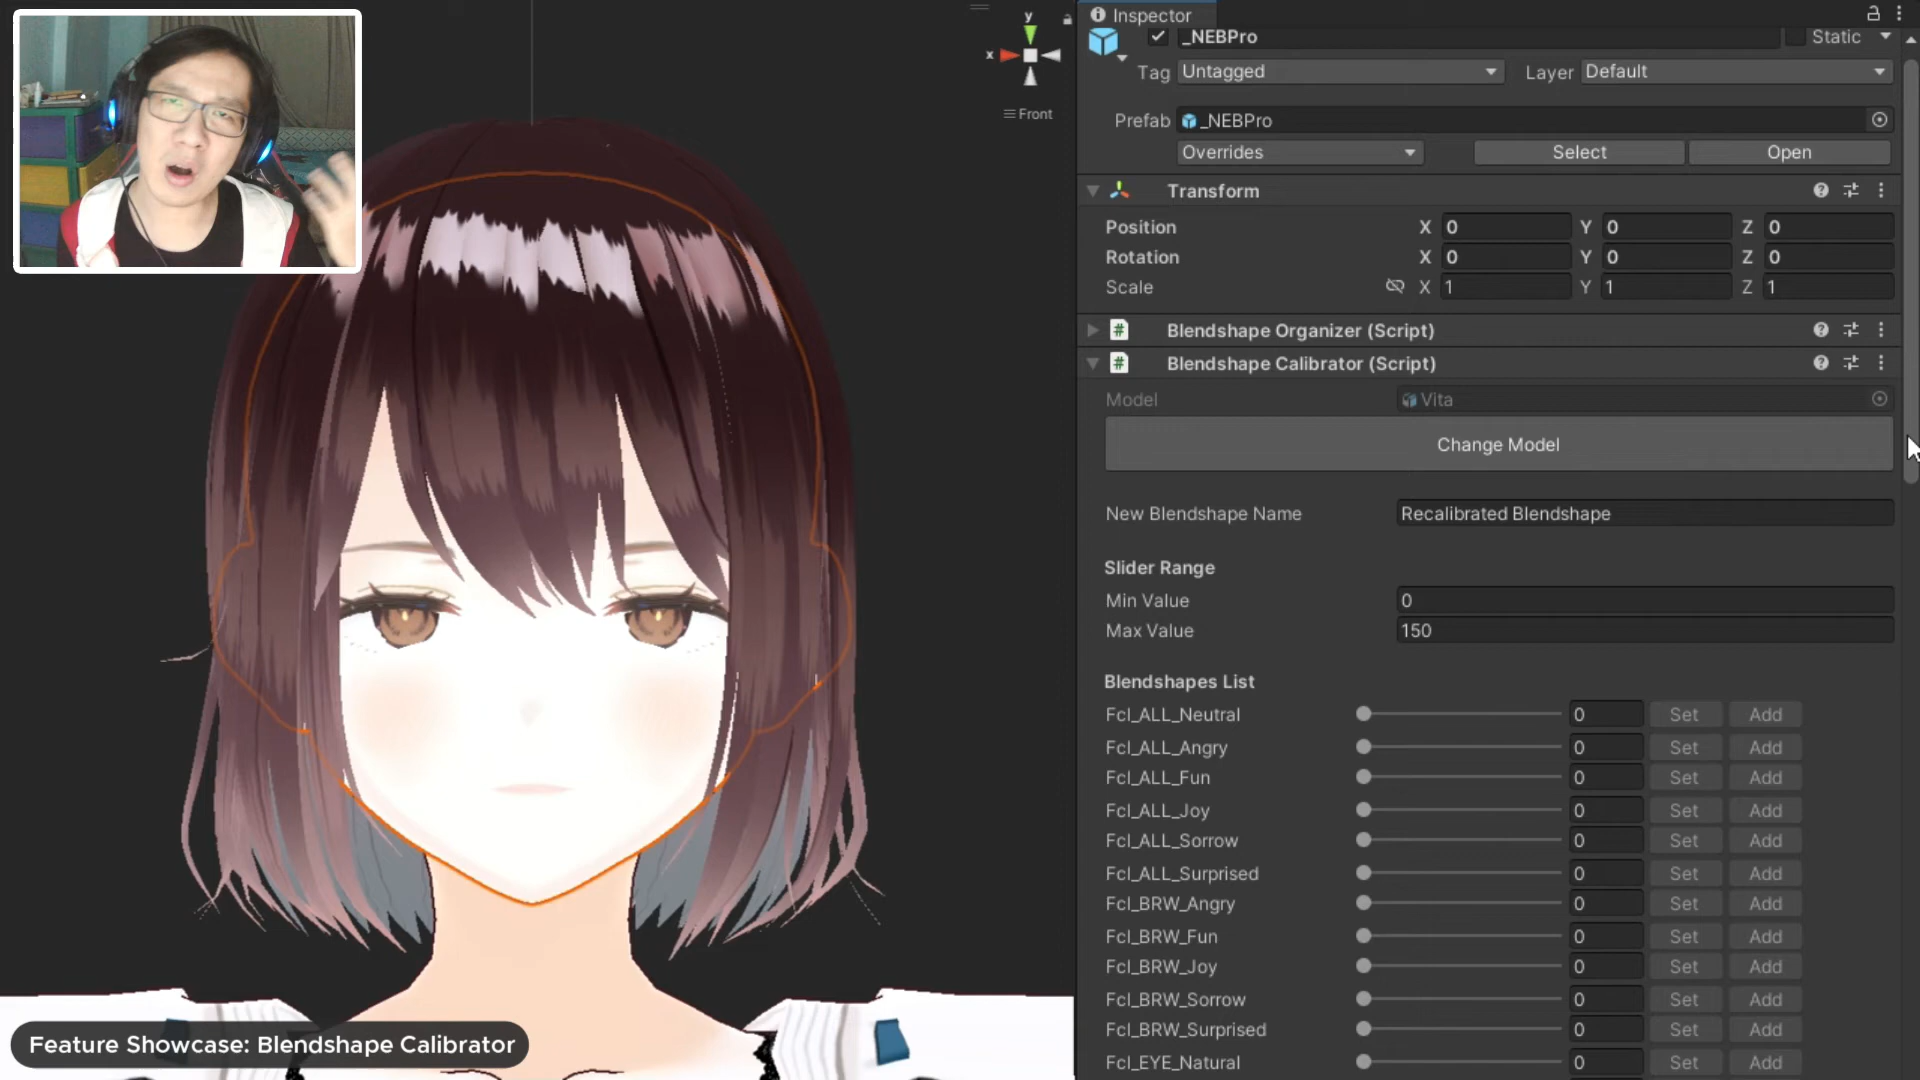 Inspector
_NEBPro
Static
Tag Untagged Layer Default
Prefab _NEBPro
Overrides Select Open
Transform
Position X 0 Y 0 Z 0
Rotation X 0 Y 0 Z 0
Scale X 1 Y 1 Z 1
# Blendshape Organizer (Script)
# Blendshape Calibrator (Script)
Model Vita
Change Model
New Blendshape Name Recalibrated Blendshape
Slider Range
Min Value 0
Max Value 150
Blendshapes List
Fcl_ALL_Neutral 0 Set Add
Fcl_ALL_Angry 0 Set Add
Fcl_ALL_Fun 0 Set Add
Fcl_ALL_Joy 0 Set Add
Fcl_ALL_Sorrow 0 Set Add
Fcl_ALL_Surprised 0 Set Add
Fcl_BRW_Angry 0 Set Add
Fcl_BRW_Fun 0 Set Add
Fcl_BRW_Joy 0 Set Add
Fcl_BRW_Sorrow 0 Set Add
Fcl_BRW_Surprised 0 Set Add
Fcl_EYE_Natural 0 Set Add
y
x
Front
Feature Showcase: Blendshape Calibrator